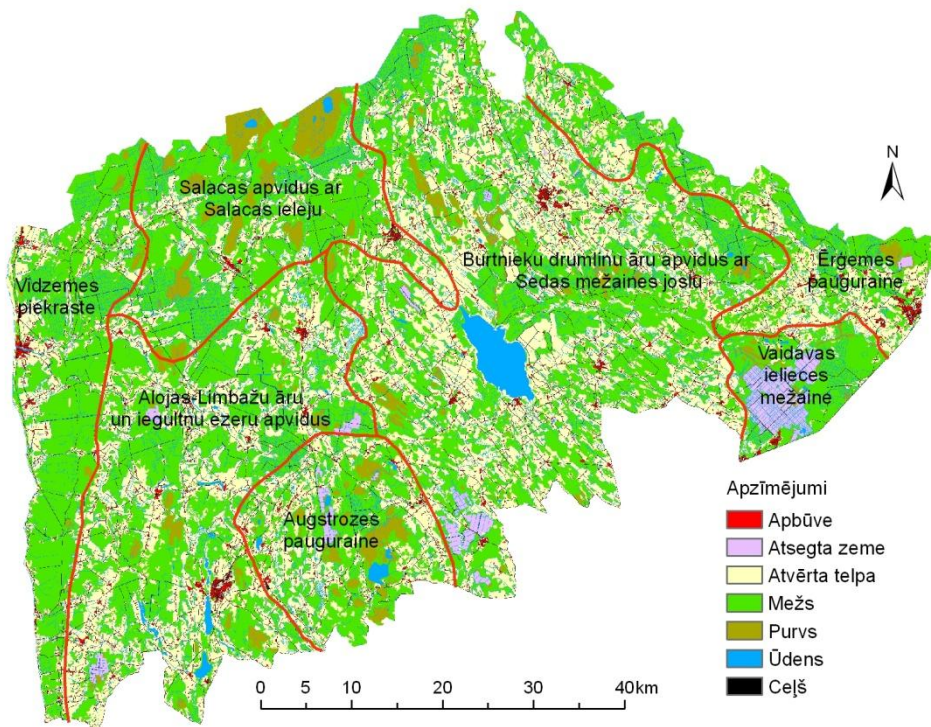 N
Salacas apvidus ar
Salacas ieleju
Vidzemes
piekraste
Burtnieku drumlinu āru apvidus ar
Sedas mežaines joslu
Ērģemes
pauguraine
Vaidavas
ielieces
mežaine
Alojas-Limbažu āru
un iegultņu ezeru apvidus
Augstrozes
pauguraine
Apzīmējumi
Apbūve
Atsegta zeme
Atvērta telpa
Mežs
Purvs
Ūdens
Ceļš
0 5 10 20 30 40km